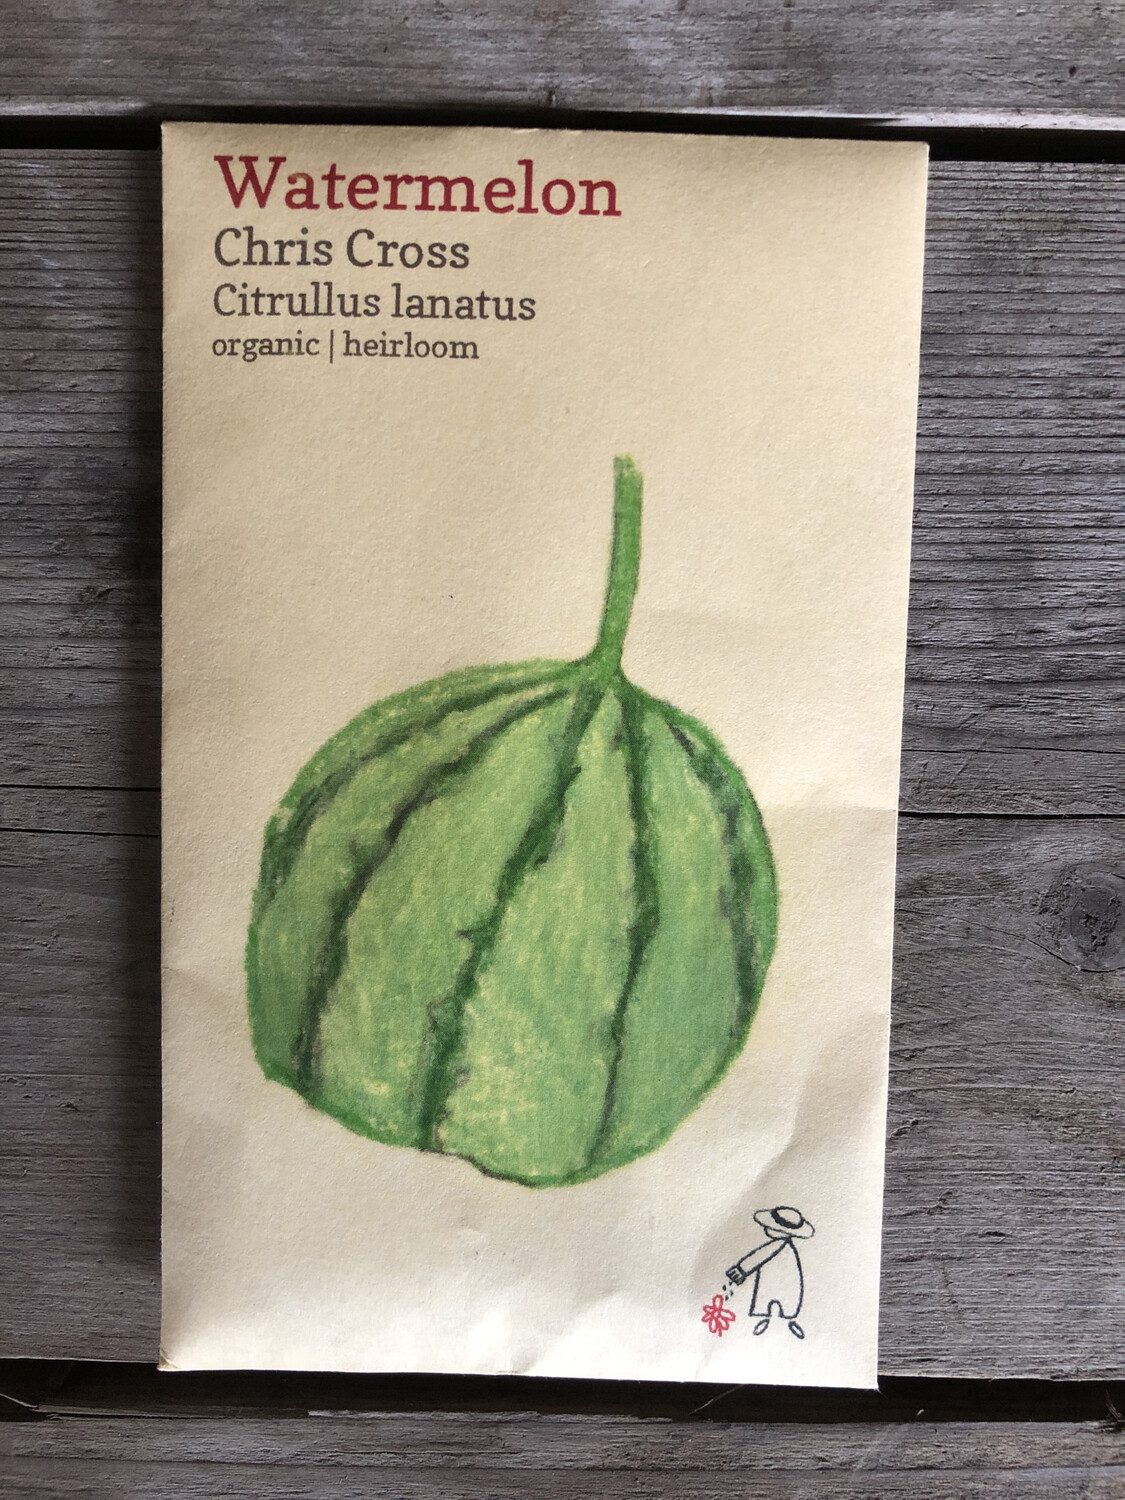 Watermelon
Chris Cross
Citrullus lanatus
organic | heirloom